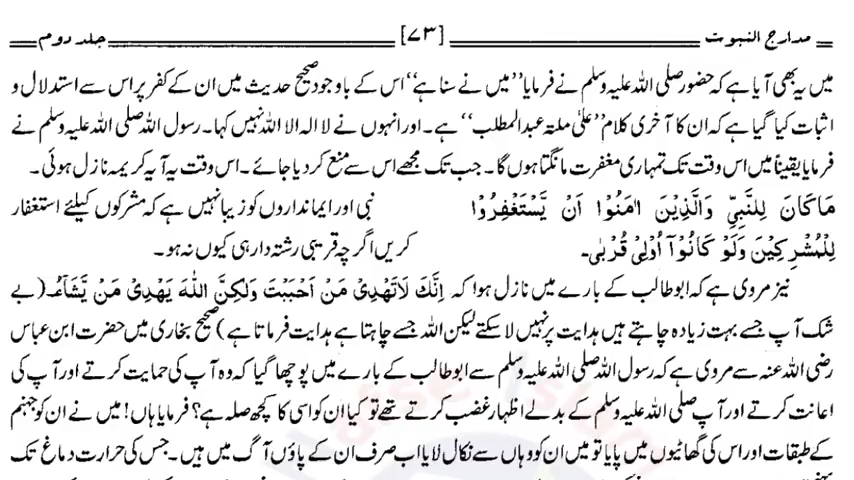 مدارج النبوت [۷۳] جلد دوم
میں یہ بھی آیا ہے کہ حضور صلی اللہ علیہ وسلم نے فرمایا ’’میں نے سنا ہے‘‘ اس کے باوجود صحیح حدیث میں ان کے کفر پر اس سے استدلال و
اثبات کیا گیا ہے کہ ان کا آخری کلام ’’علیٰ ملتہ عبدالمطلب‘‘ ہے۔ اور انہوں نے لا الہ الا اللہ نہیں کہا۔ رسول اللہ صلی اللہ علیہ وسلم نے
فرمایا یقیناً میں اس وقت تک تمہاری مغفرت مانگتا ہوں گا۔ جب تک مجھے اس سے منع کر دیا جائے۔ اس وقت یہ آیہ کریمہ نازل ہوئی۔
مَا كَانَ لِلنَّبِيِّ وَالَّذِيْنَ اٰمَنُوْا اَنْ يَّسْتَغْفِرُوْا نبی اور ایمانداروں کو زیبا نہیں ہے کہ مشرکوں کیلئے استغفار
لِلْمُشْرِكِيْنَ وَلَوْ كَانُوْآ اُولِىْ قُرْبٰى۔ کریں اگرچہ قریبی رشتہ دار ہی کیوں نہ ہو۔
نیز مروی ہے کہ ابوطالب کے بارے میں نازل ہوا کہ اِنَّكَ لَاتَهْدِىْ مَنْ اَحْبَبْتَ وَلٰكِنَّ اللّٰهَ يَهْدِىْ مَنْ يَّشَآءُ۔ (بے
شک آپ جسے بہت زیادہ چاہتے ہیں ہدایت پر نہیں لا سکتے لیکن اللہ جسے چاہتا ہے ہدایت فرماتا ہے) صحیح بخاری میں حضرت ابن عباس
رضی اللہ عنہ سے مروی ہے کہ رسول اللہ صلی اللہ علیہ وسلم سے ابوطالب کے بارے میں پوچھا گیا کہ وہ آپ کی حمایت کرتے اور آپ کی
اعانت کرتے اور آپ صلی اللہ علیہ وسلم کے بدلے اظہار غضب کرتے تھے تو کیا ان کو اسی کا کچھ صلہ ہے؟ فرمایا ہاں! میں نے ان کو جہنم
کے طبقات اور اس کی گھاٹیوں میں پایا تو میں ان کو وہاں سے نکال لایا اب صرف ان کے پاؤں آگ میں ہیں۔ جس کی حرارت دماغ تک